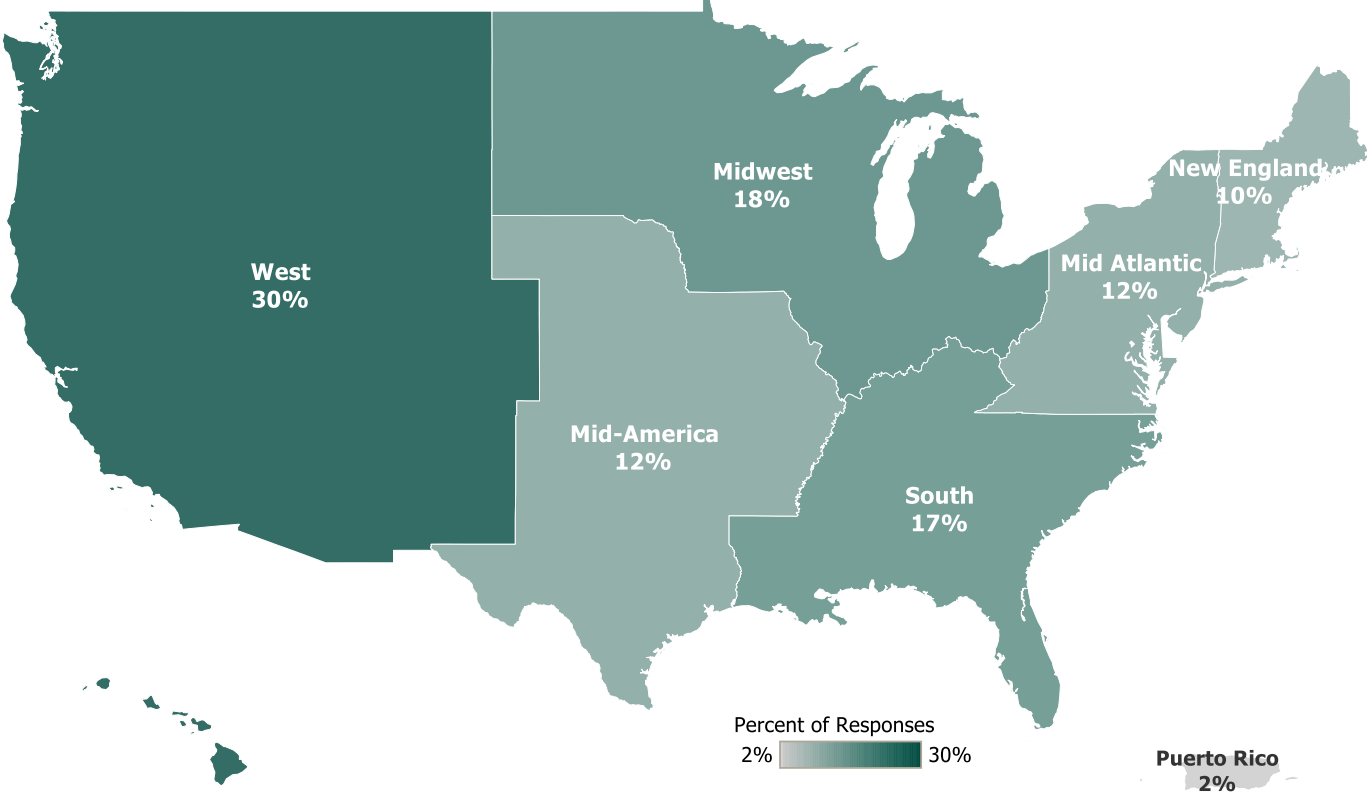 Midwest
18%
New England
10%
West
30%
Mid Atlantic
12%
Mid-America
12%
South
17%
Percent of Responses
2% 30%
Puerto Rico
2%